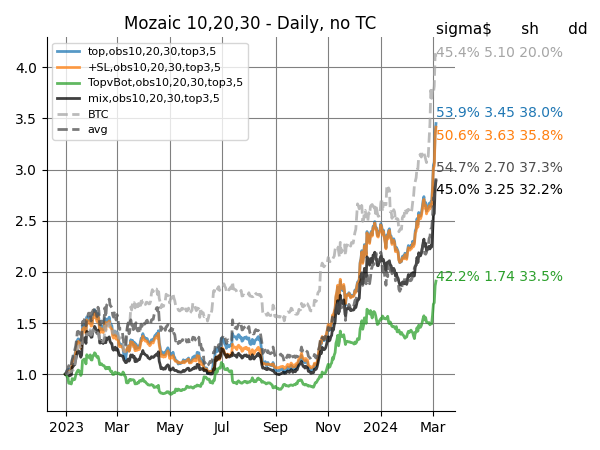 Mozaic 10,20,30 - Daily, no TC
sigma$ sh dd
top,obs10,20,30,top3,5
+SL,obs10,20,30,top3,5
TopvBot,obs10,20,30,top3,5
mix,obs10,20,30,top3,5
BTC
avg
45.4% 5.10 20.0%
53.9% 3.45 38.0%
50.6% 3.63 35.8%
54.7% 2.70 37.3%
45.0% 3.25 32.2%
42.2% 1.74 33.5%
4.0
3.5
3.0
2.5
2.0
1.5
1.0
2023 Mar May Jul Sep Nov 2024 Mar